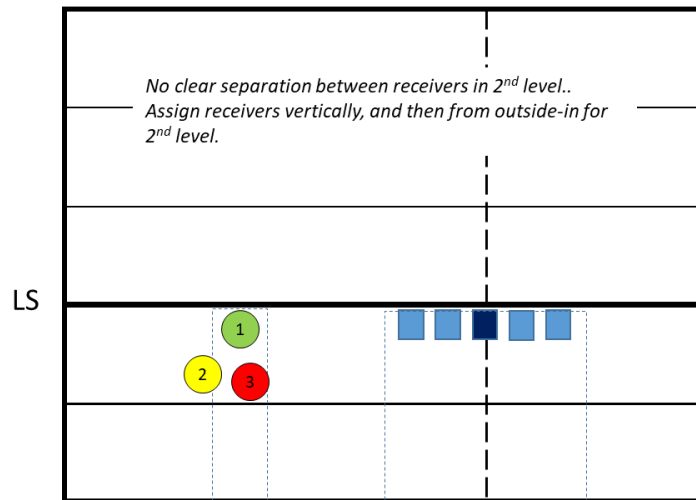 No clear separation between receivers in 2nd level..
Assign receivers vertically, and then from outside-in for
2nd level.
LS
1
2
3